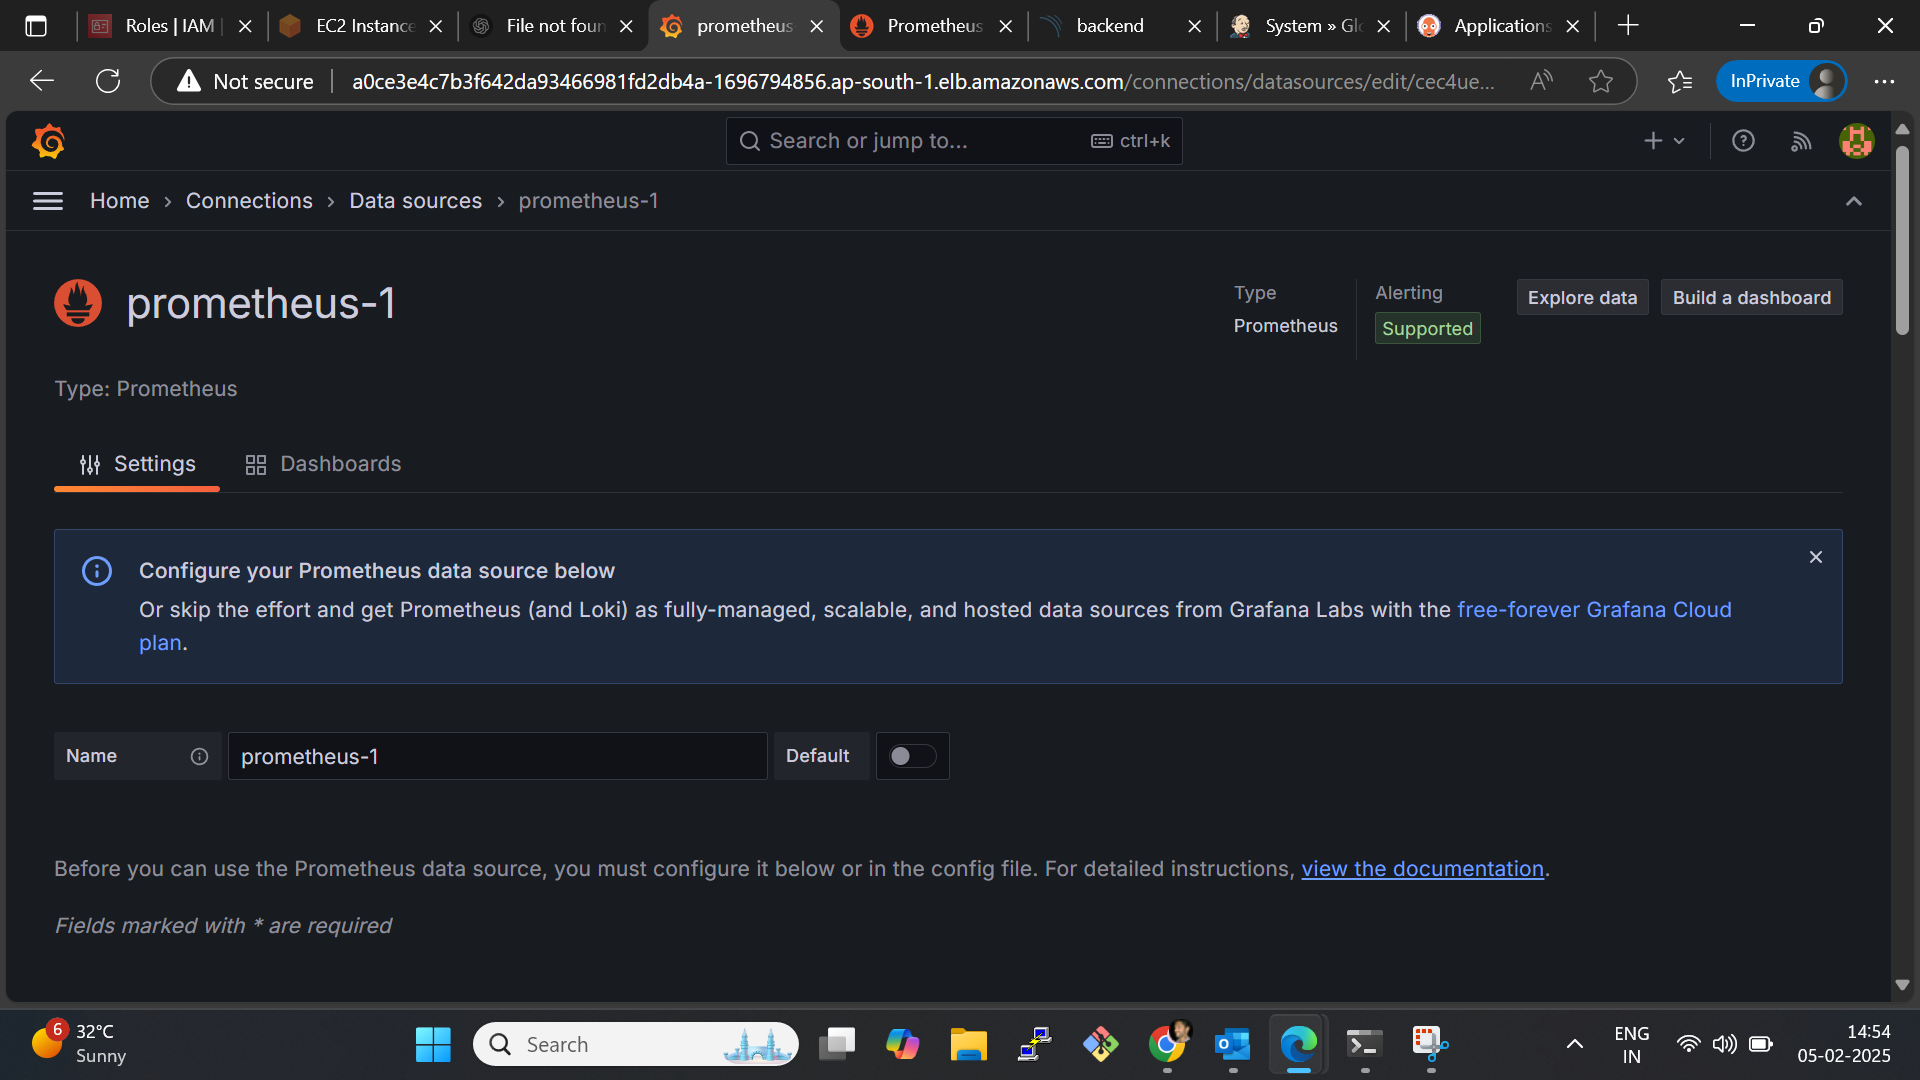 Roles | IAM
EC2 Instance
File not foun
prometheus
Prometheus
backend
System » Gl
Applications
Not secure
a0ce3e4c7b3f642da93466981fd2db4a-1696794856.ap-south-1.elb.amazonaws.com/connections/datasources/edit/cec4ue...
InPrivate
Search or jump to...
ctrl+k
Home › Connections › Data sources › prometheus-1
prometheus-1
Type
Prometheus
Alerting
Supported
Explore data
Build a dashboard
Type: Prometheus
Settings
Dashboards
Configure your Prometheus data source below
Or skip the effort and get Prometheus (and Loki) as fully-managed, scalable, and hosted data sources from Grafana Labs with the free-forever Grafana Cloud
plan.
Name
prometheus-1
Default
Before you can use the Prometheus data source, you must configure it below or in the config file. For detailed instructions, view the documentation.
Fields marked with * are required
6
32°C
Sunny
Search
ENG
IN
14:54
05-02-2025